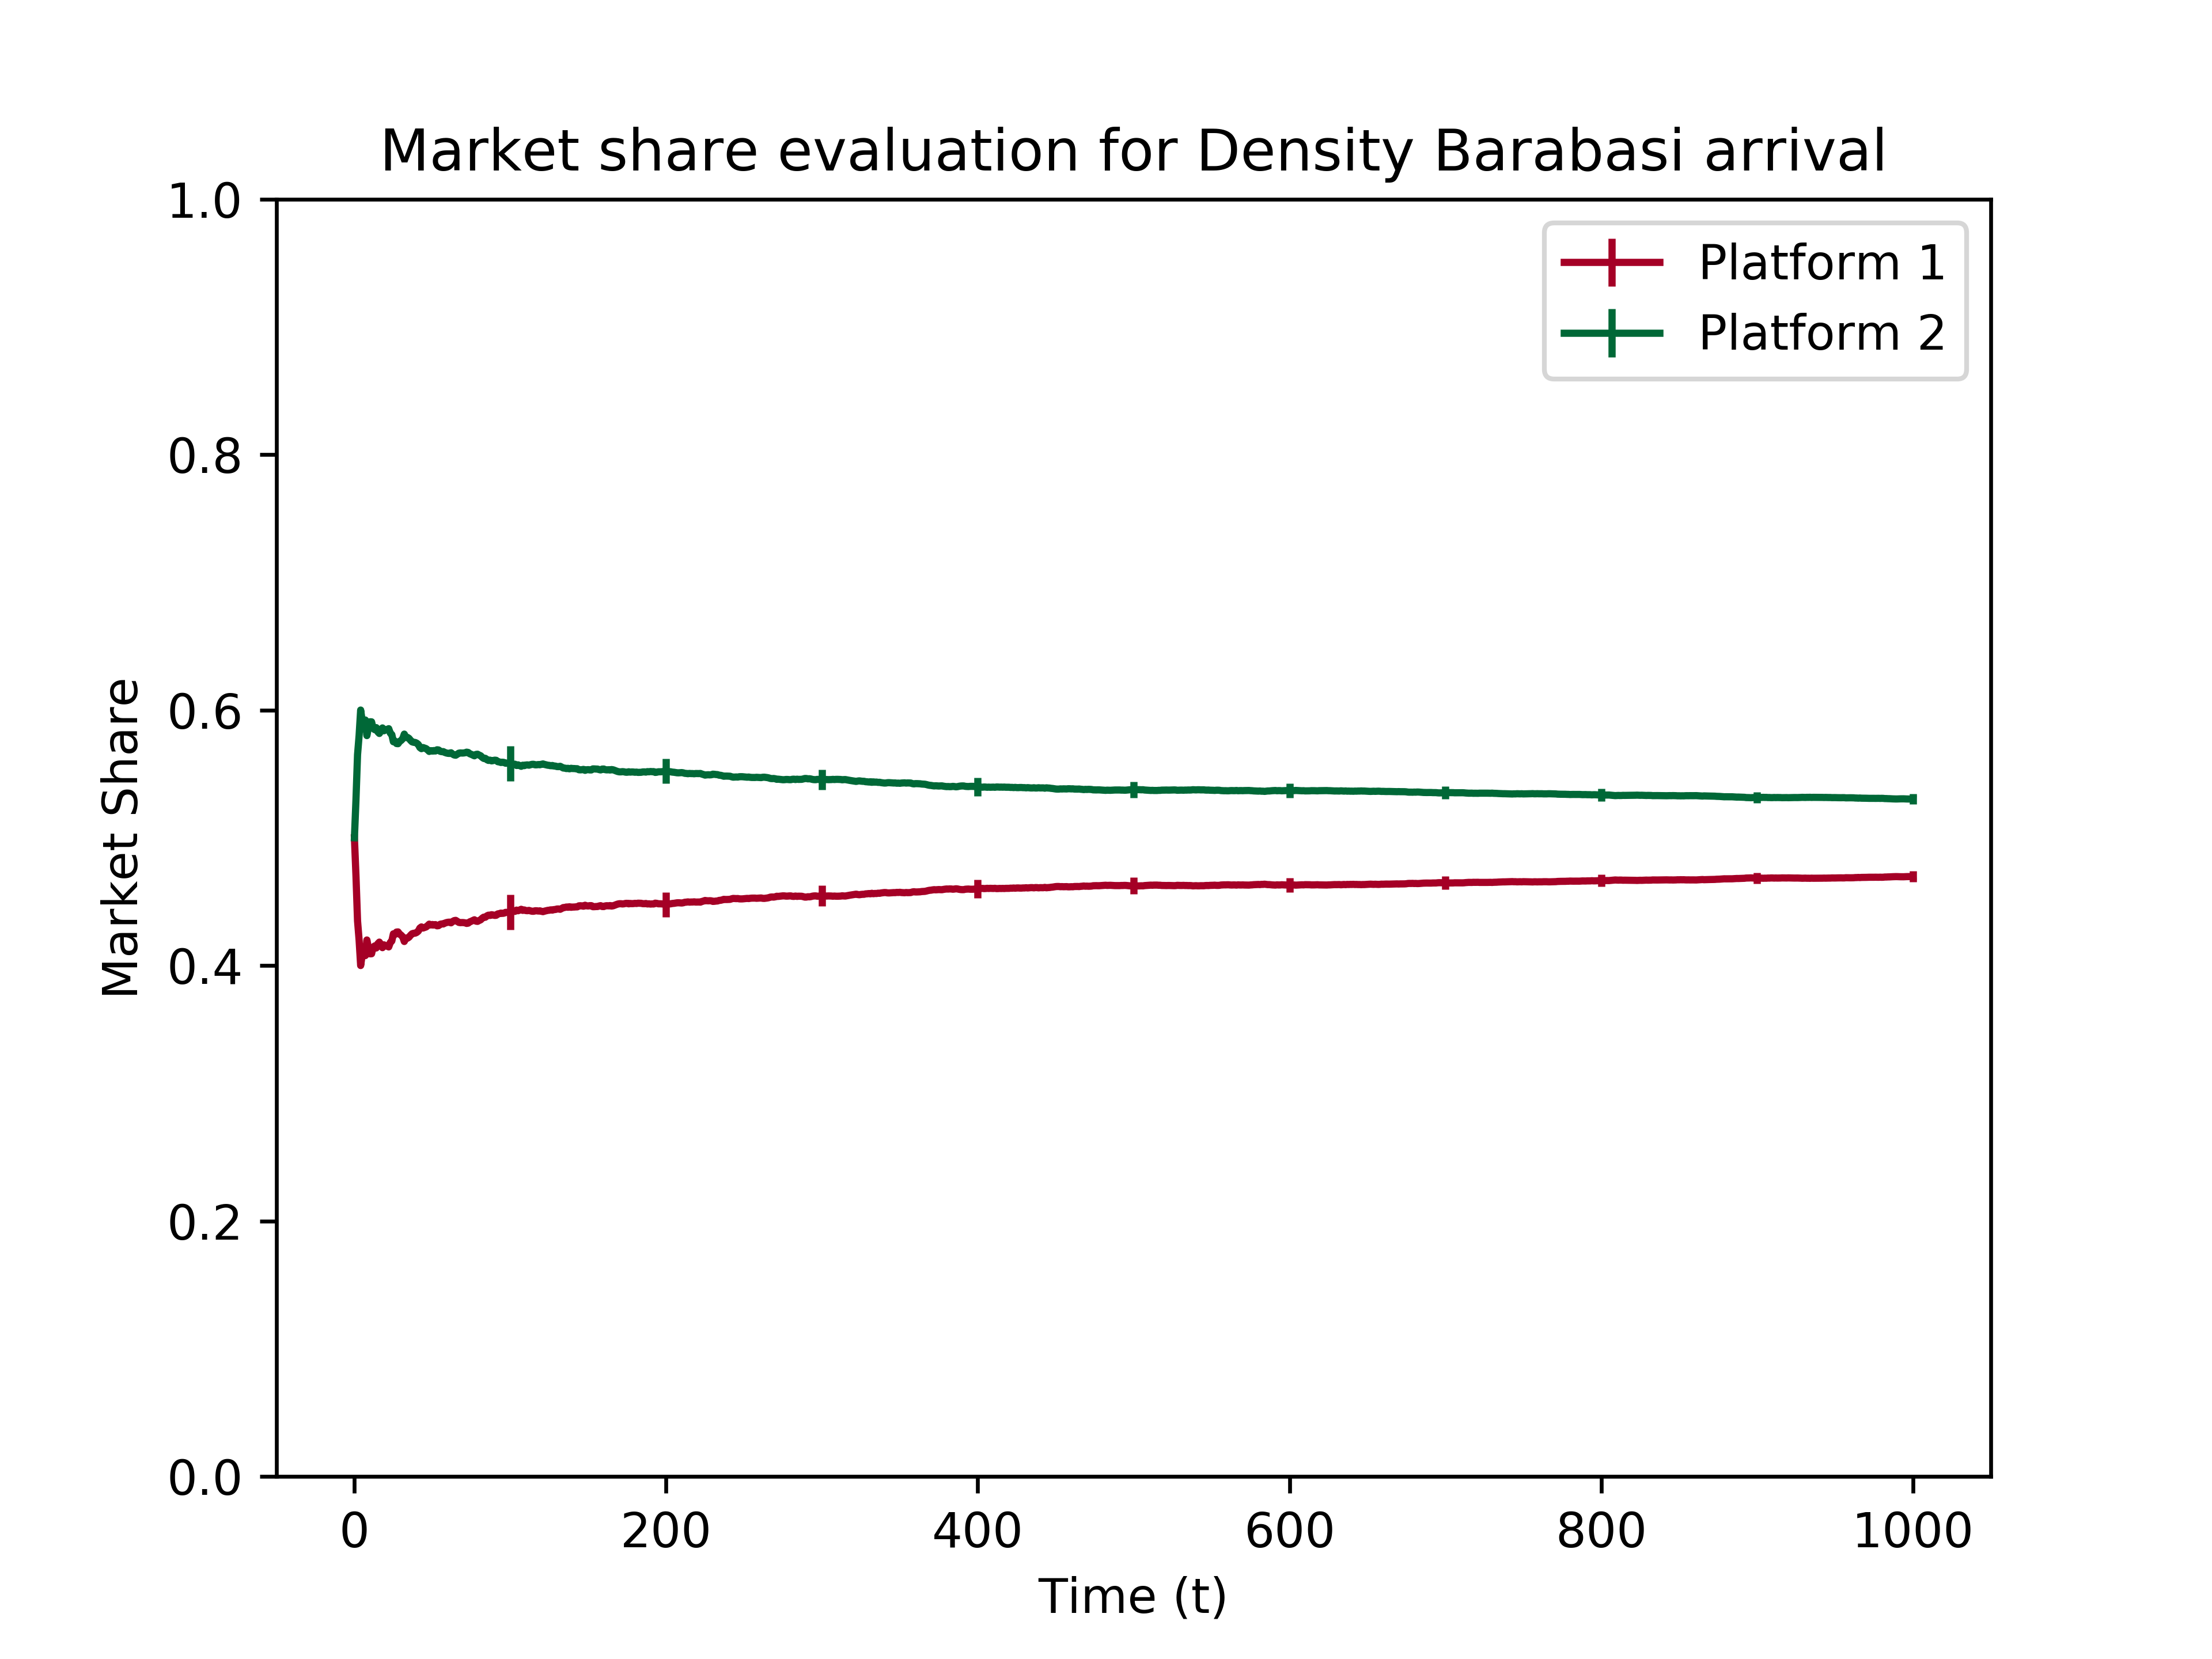 Market share evaluation for Density Barabasi arrival
1.0
0.8
0.6
0.4
0.2
0.0
Market Share
Platform 1
Platform 2
0 200 400 600 800 1000
Time (t)